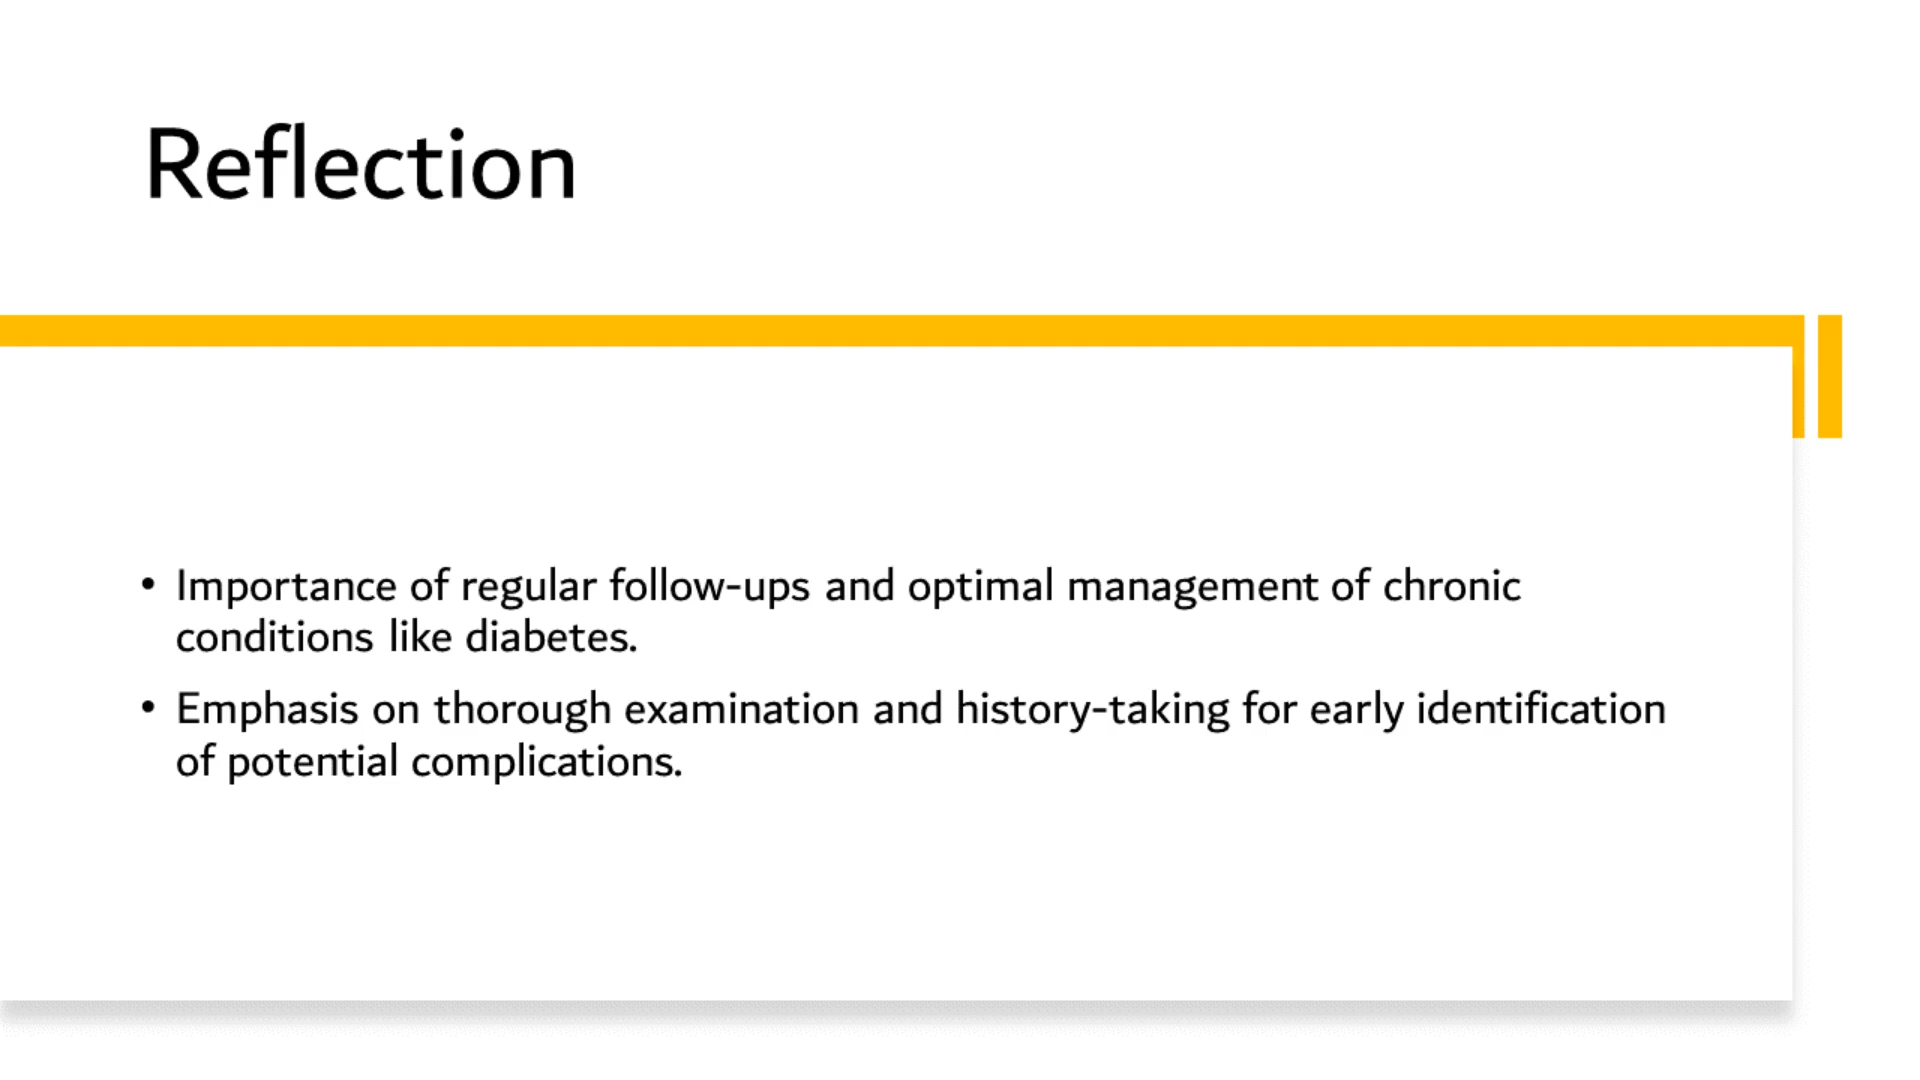 Reflection
• Importance of regular follow-ups and optimal management of chronic
conditions like diabetes.
• Emphasis on thorough examination and history-taking for early identification
of potential complications.